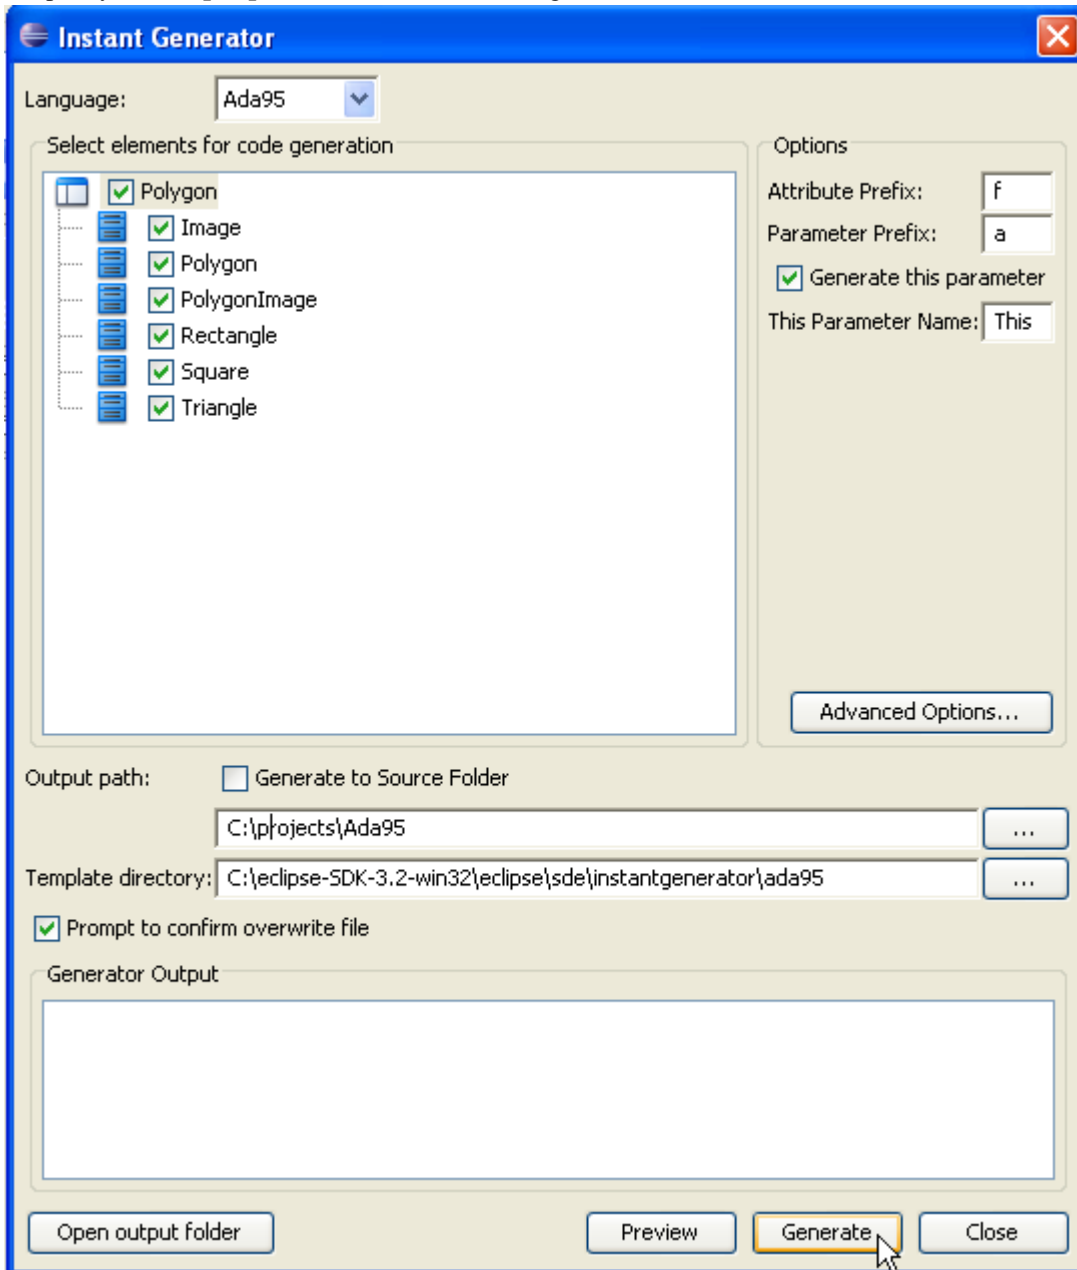 Instant Generator
Language: Ada95
Select elements for code generation
Polygon
Image
Polygon
PolygonImage
Rectangle
Square
Triangle
Options
Attribute Prefix: f
Parameter Prefix: a
Generate this parameter
This Parameter Name: This
Advanced Options...
Output path: Generate to Source Folder
C:\projects\Ada95 ...
Template directory: C:\eclipse-SDK-3.2-win32\eclipse\sde\instantgenerator\ada95 ...
Prompt to confirm overwrite file
Generator Output
Open output folder Preview Generate Close